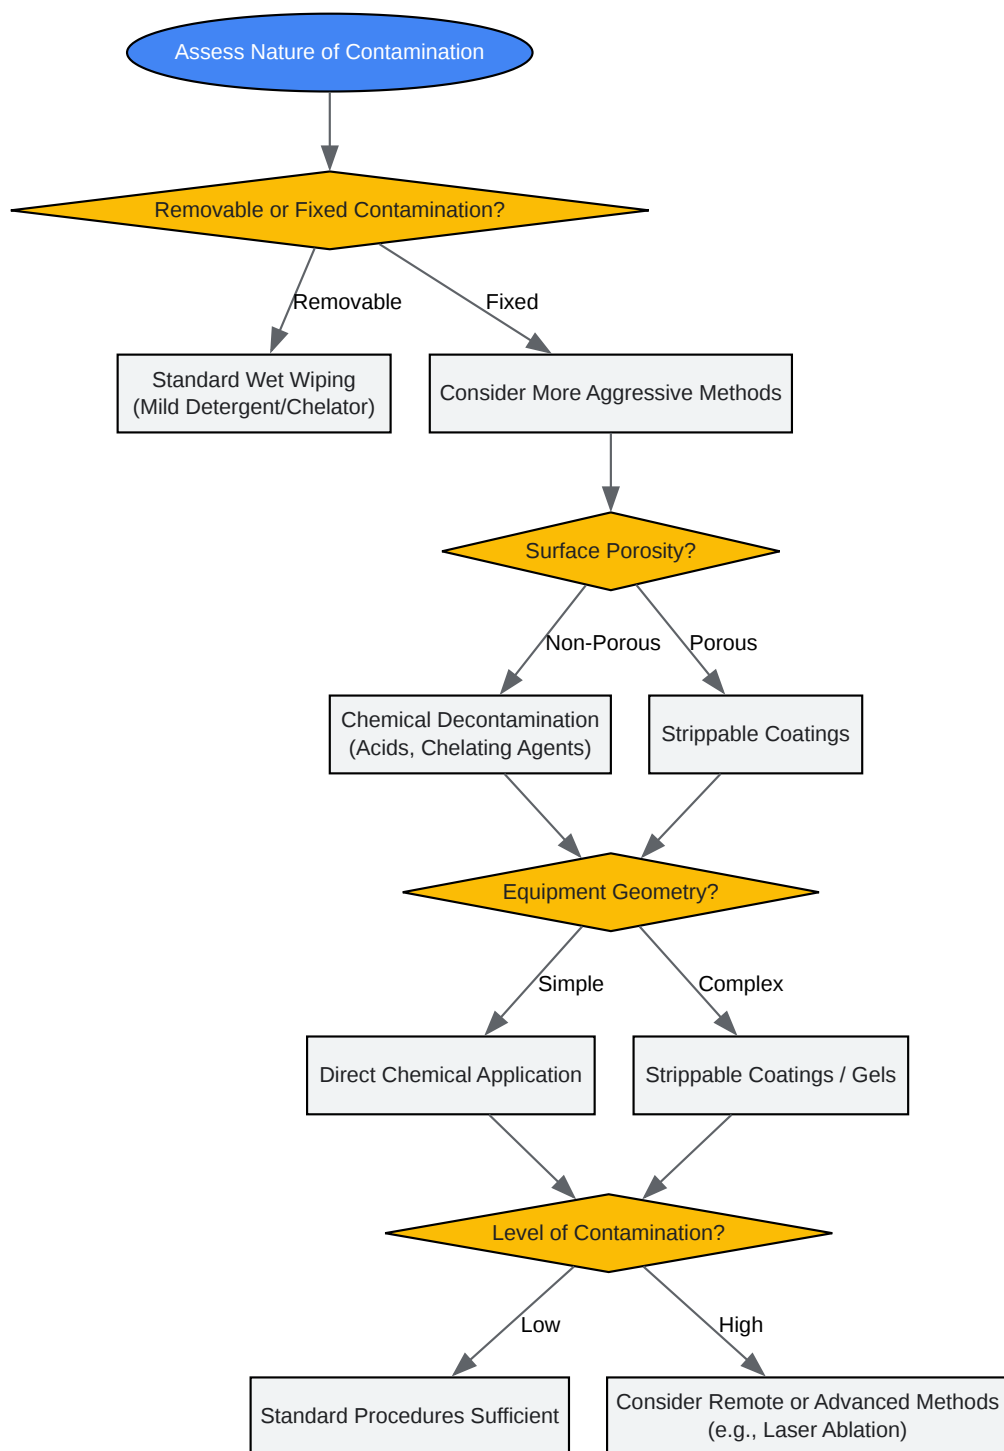 Assess Nature of Contamination
Removable or Fixed Contamination?
Removable
Fixed
Standard Wet Wiping
(Mild Detergent/Chelator)
Consider More Aggressive Methods
Surface Porosity?
Non-Porous
Porous
Chemical Decontamination
(Acids, Chelating Agents)
Strippable Coatings
Equipment Geometry?
Simple
Complex
Direct Chemical Application
Strippable Coatings / Gels
Level of Contamination?
Low
High
Standard Procedures Sufficient
Consider Remote or Advanced Methods
(e.g., Laser Ablation)